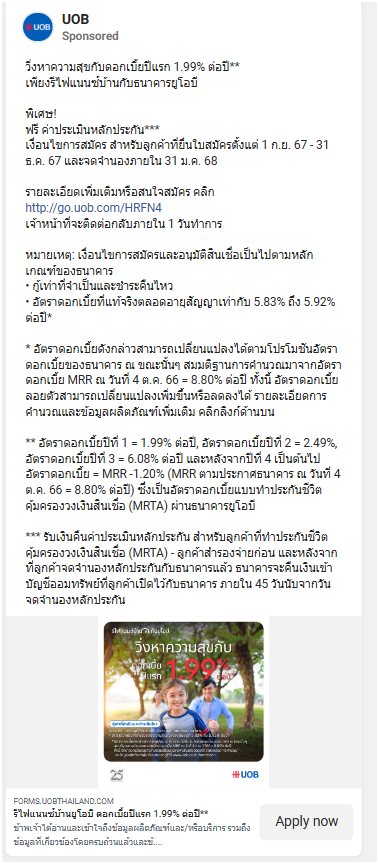 UOB
UOB
Sponsored
วิ่งหาความสุขกับดอกเบี้ยปีแรก 1.99% ต่อปี**
เพียงรีไฟแนนซ์บ้านกับธนาคารยูโอบี
พิเศษ!
ฟรี ค่าประเมินหลักประกัน***
เงื่อนไขการสมัคร สำหรับลูกค้าที่ยื่นใบสมัครตั้งแต่ 1 ก.ย. 67 - 31
ธ.ค. 67 และจดจำนองภายใน 31 ม.ค. 68
รายละเอียดเพิ่มเติมหรือสนใจสมัคร คลิก
http://go.uob.com/HRFN4
เจ้าหน้าที่จะติดต่อกลับภายใน 1 วันทำการ
หมายเหตุ: เงื่อนไขการสมัครและอนุมัติสินเชื่อเป็นไปตามหลัก
เกณฑ์ของธนาคาร
• กู้เท่าที่จำเป็นและชำระคืนไหว
• อัตราดอกเบี้ยที่แท้จริงตลอดอายุสัญญาเท่ากับ 5.83% ถึง 5.92%
ต่อปี*
* อัตราดอกเบี้ยดังกล่าวสามารถเปลี่ยนแปลงได้ตามโปรโมชันอัตรา
ดอกเบี้ยของธนาคาร ณ ขณะนั้นๆ สมมติฐานการคำนวณมาจากอัตรา
ดอกเบี้ย MRR ณ วันที่ 4 ต.ค. 66 = 8.80% ต่อปี ทั้งนี้ อัตราดอกเบี้ย
ลอยตัวสามารถเปลี่ยนแปลงเพิ่มขึ้นหรือลดลงได้ รายละเอียดการ
คำนวณและข้อมูลผลิตภัณฑ์เพิ่มเติม คลิกลิงก์ด้านบน
** อัตราดอกเบี้ยปีที่ 1 = 1.99% ต่อปี, อัตราดอกเบี้ยปีที่ 2 = 2.49%,
อัตราดอกเบี้ยปีที่ 3 = 6.08% ต่อปี และหลังจากปีที่ 4 เป็นต้นไป
อัตราดอกเบี้ย = MRR -1.20% (MRR ตามประกาศธนาคาร ณ วันที่ 4
ต.ค. 66 = 8.80% ต่อปี) ซึ่งเป็นอัตราดอกเบี้ยแบบทำประกันชีวิต
คุ้มครองวงเงินสินเชื่อ (MRTA) ผ่านธนาคารยูโอบี
*** รับเงินคืนค่าประเมินหลักประกัน สำหรับลูกค้าที่ทำประกันชีวิต
คุ้มครองวงเงินสินเชื่อ (MRTA) - ลูกค้าสำรองจ่ายก่อน และหลังจาก
ที่ลูกค้าจดจำนองหลักประกันกับธนาคารแล้ว ธนาคารจะคืนเงินเข้า
บัญชีออมทรัพย์ที่ลูกค้าเปิดไว้กับธนาคาร ภายใน 45 วันนับจากวัน
จดจำนองหลักประกัน
วิ่งหาความสุขกับ
ดอกเบี้ย
ปีแรก 1.99%
25
UOB
FORMS.UOBTHAILAND.COM
รีไฟแนนซ์บ้านยูโอบี ดอกเบี้ยปีแรก 1.99% ต่อปี**
ข้าพเจ้าได้อ่านและเข้าใจถึงข้อมูลผลิตภัณฑ์และ/หรือบริการ รวมถึง
ข้อมูลที่เกี่ยวข้องโดยครบถ้วนแล้วและข้....
Apply now